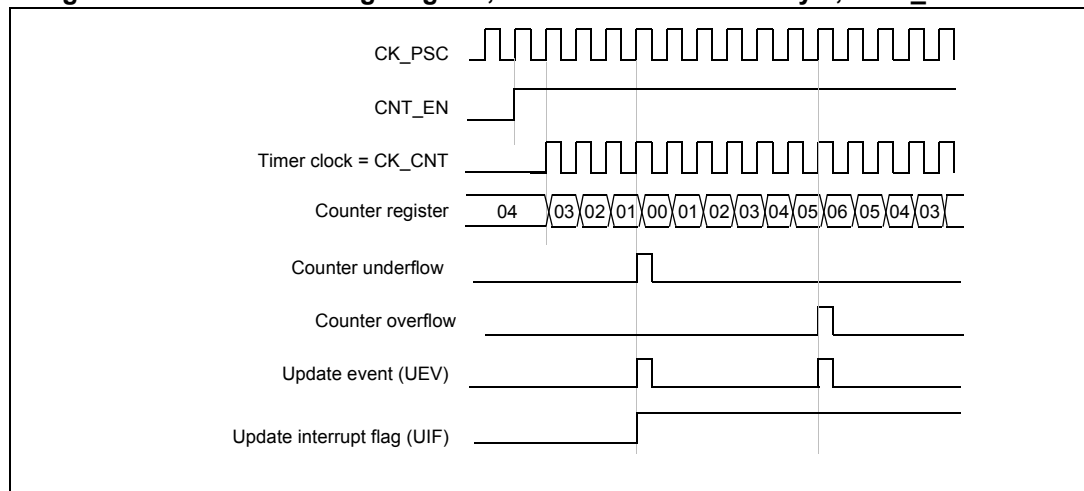 CK_PSC
CNT_EN
Timer clock = CK_CNT
Counter register 04 03 02 01 00 01 02 03 04 05 06 05 04 03
Counter underflow
Counter overflow
Update event (UEV)
Update interrupt flag (UIF)